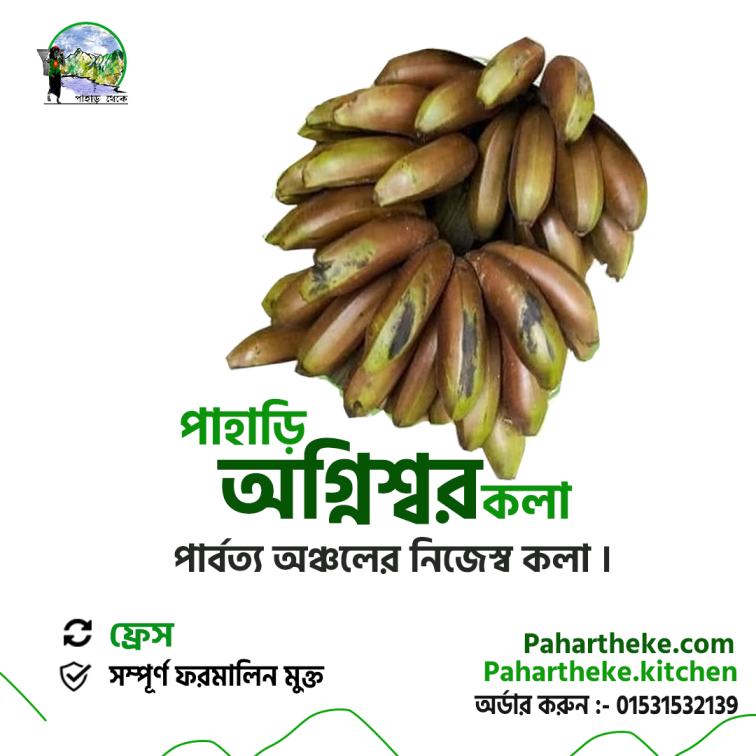 পাহাড়ি থেকে
পাহাড়ি
অগ্নিশ্বর কলা
পার্বত্য অঞ্চলের নিজেস্ব কলা ।
ফ্রেস
সম্পূর্ণ ফরমালিন মুক্ত
Pahartheke.com
Pahartheke.kitchen
অর্ডার করুন :- 01531532139